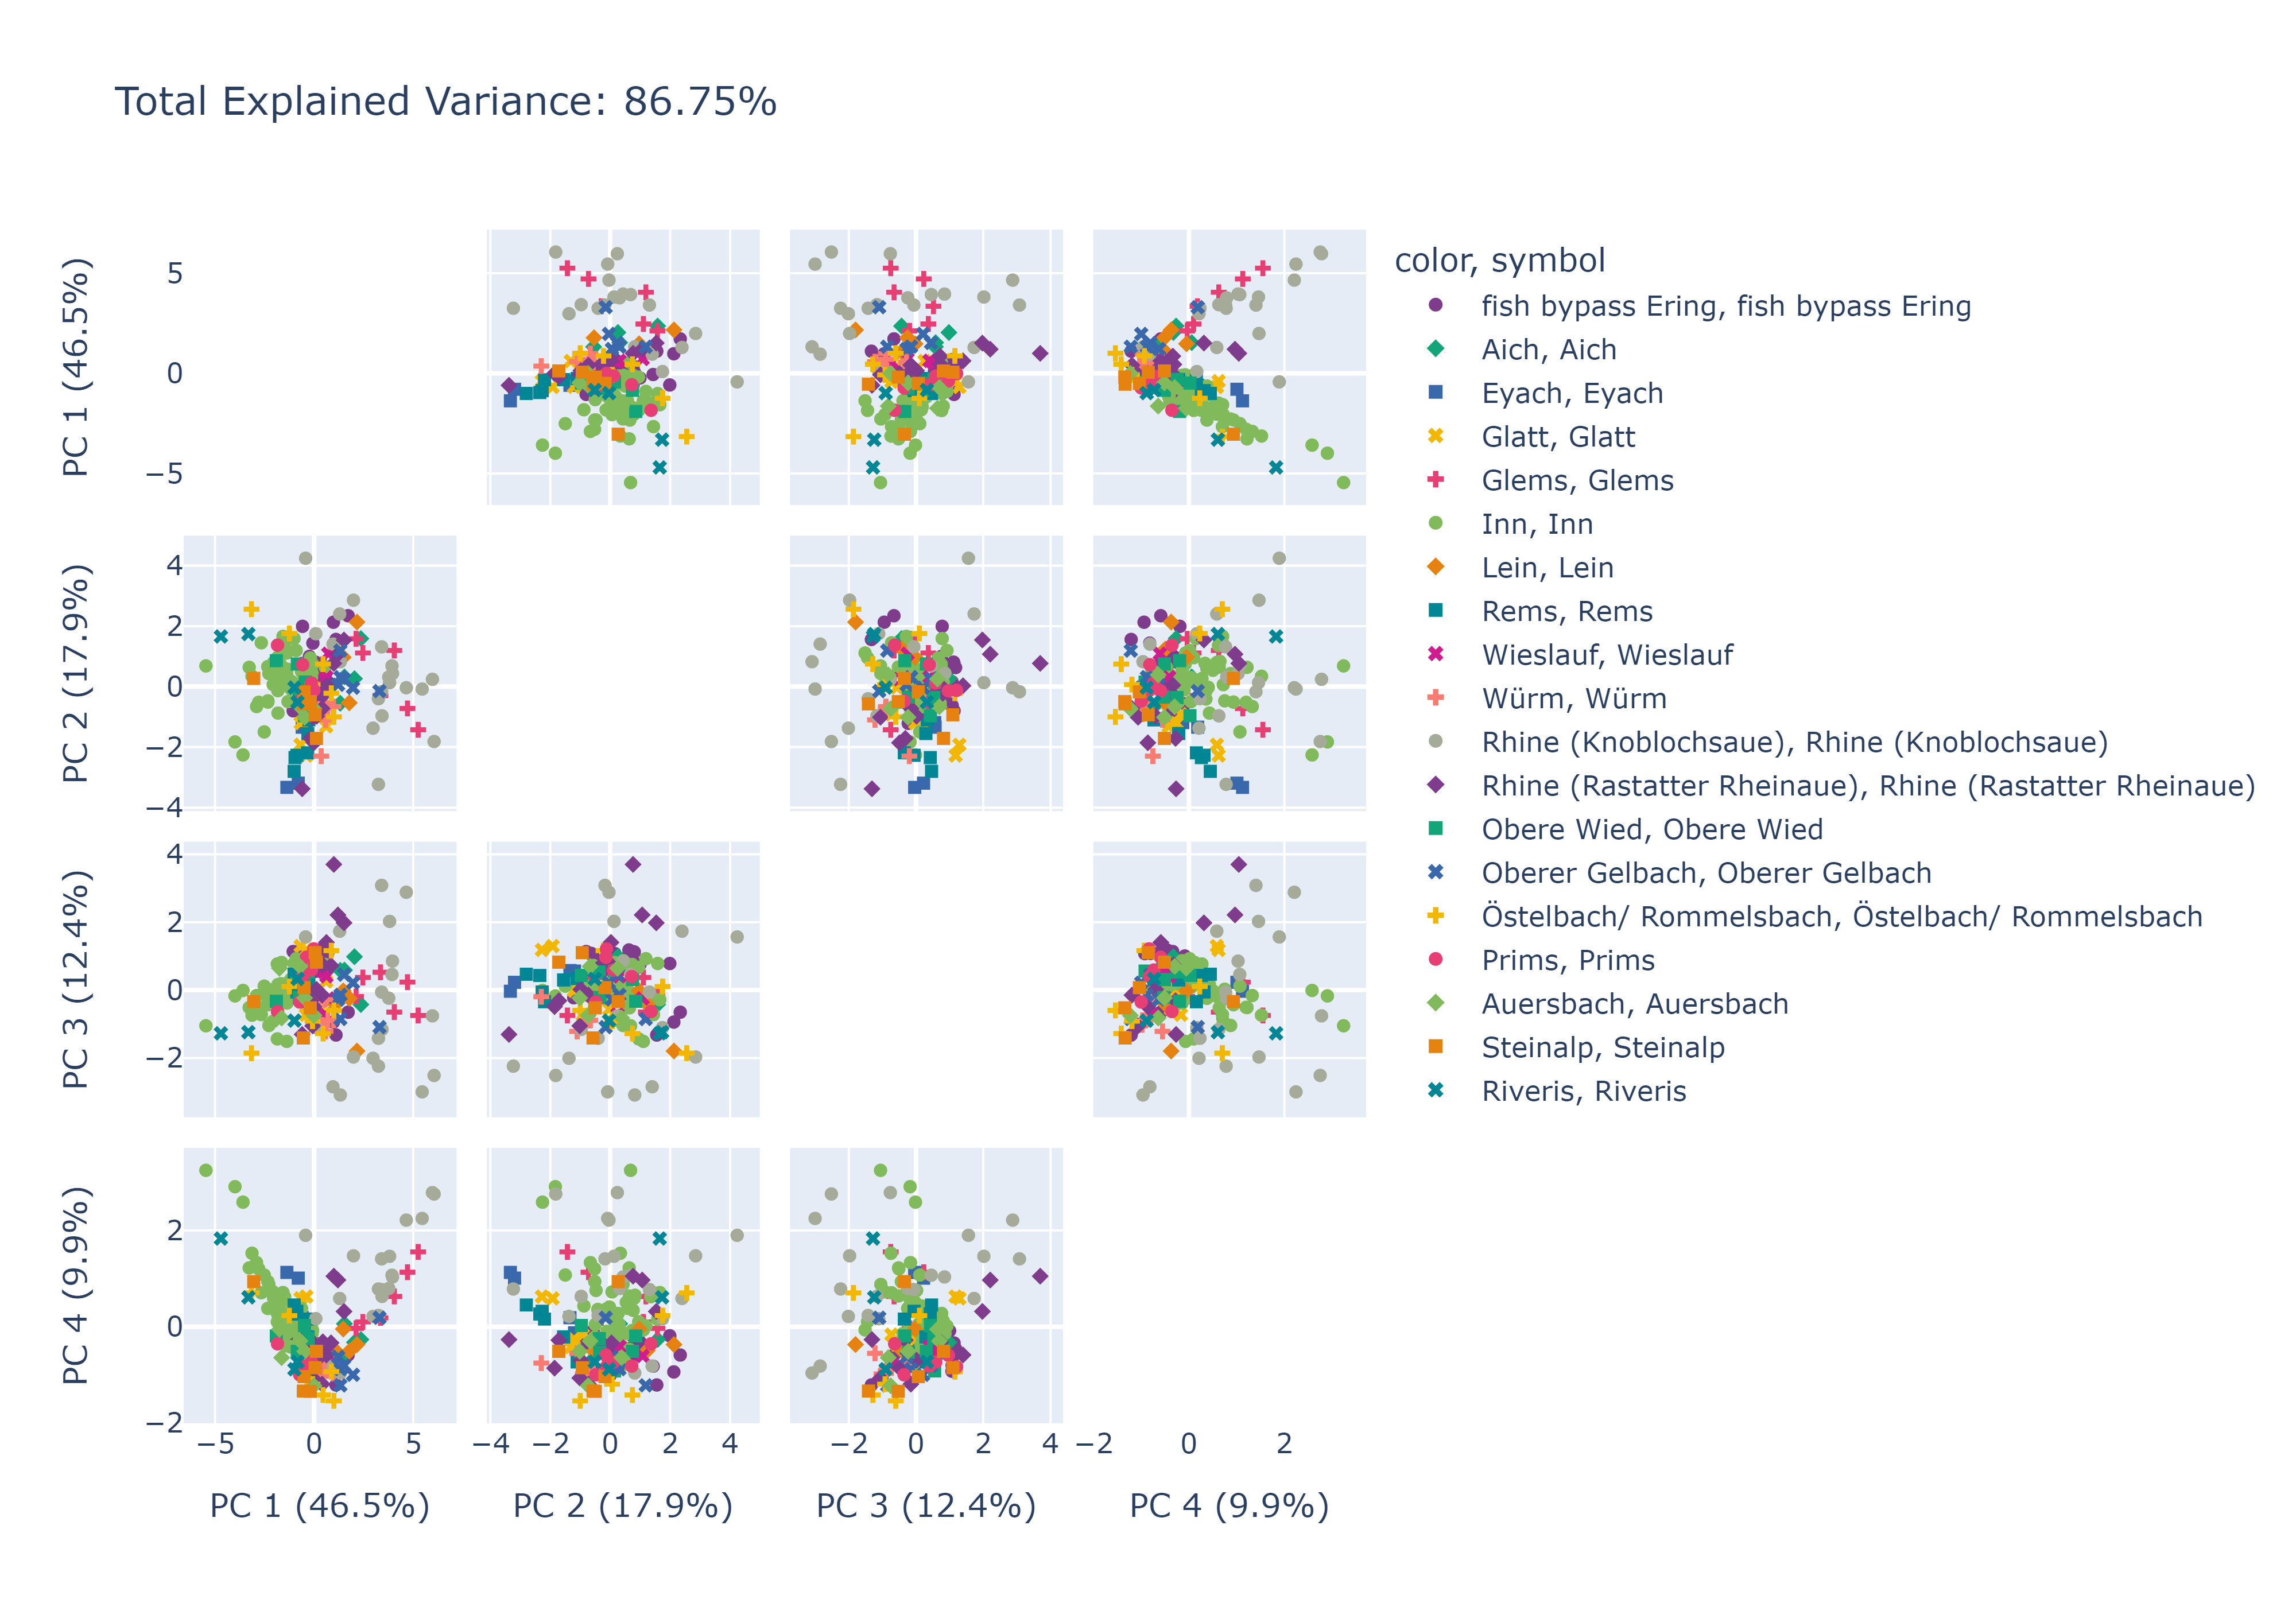 Total Explained Variance: 86.75%
PC 1 (46.5%)
5
0
−5
PC 2 (17.9%)
4
2
0
−2
−4
PC 3 (12.4%)
4
2
0
−2
PC 4 (9.9%)
2
0
−2
−5 0 5 −4 −2 0 2 4 −2 0 2 4 −2 0 2
PC 1 (46.5%) PC 2 (17.9%) PC 3 (12.4%) PC 4 (9.9%)
color, symbol
fish bypass Ering, fish bypass Ering
Aich, Aich
Eyach, Eyach
Glatt, Glatt
Glems, Glems
Inn, Inn
Lein, Lein
Rems, Rems
Wieslauf, Wieslauf
Würm, Würm
Rhine (Knoblochsaue), Rhine (Knoblochsaue)
Rhine (Rastatter Rheinaue), Rhine (Rastatter Rheinaue)
Obere Wied, Obere Wied
Oberer Gelbach, Oberer Gelbach
Östelbach/ Rommelsbach, Östelbach/ Rommelsbach
Prims, Prims
Auersbach, Auersbach
Steinalp, Steinalp
Riveris, Riveris